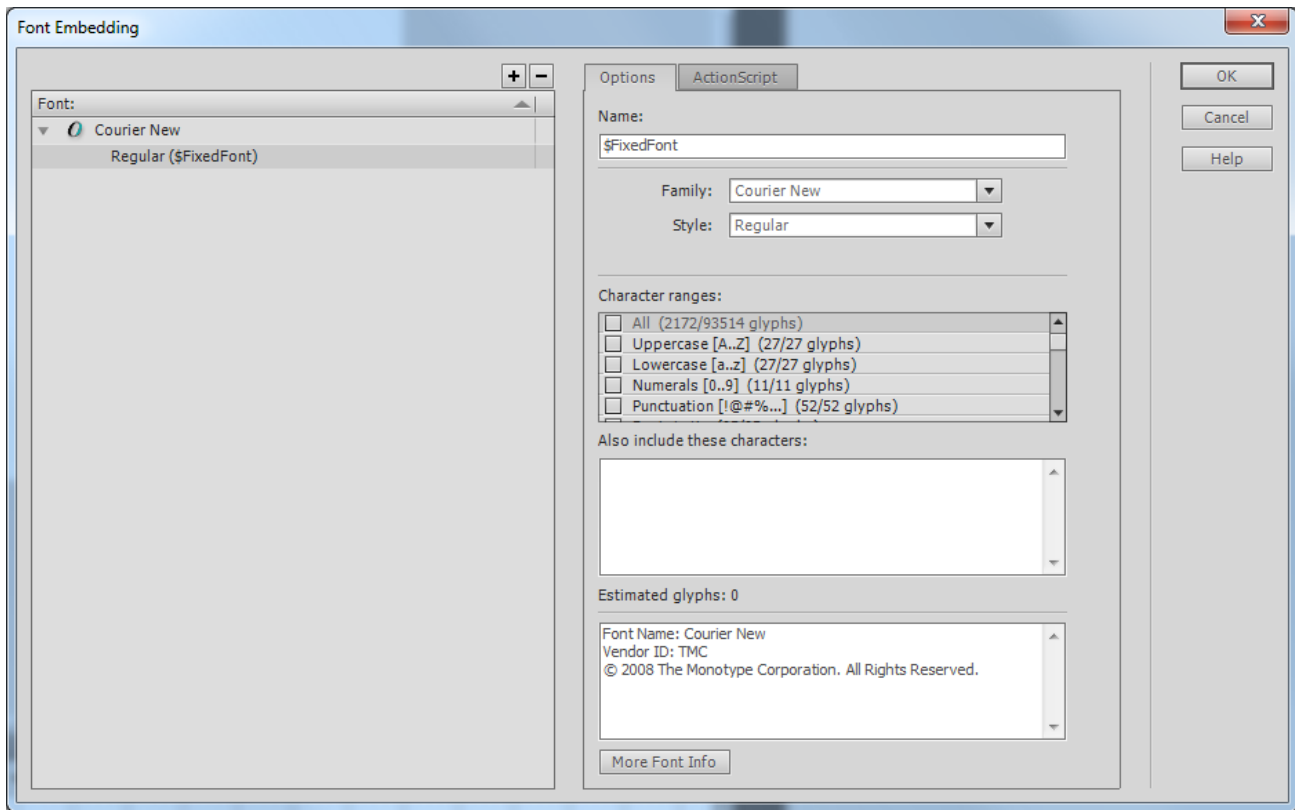 Font Embedding
Font:
Courier New
Regular ($FixedFont)
Options
ActionScript
Name:
$FixedFont
Family:
Courier New
Style:
Regular
Character ranges:
All (2172/93514 glyphs)
Uppercase [A..Z] (27/27 glyphs)
Lowercase [a..z] (27/27 glyphs)
Numerals [0..9] (11/11 glyphs)
Punctuation [!@#%...] (52/52 glyphs)
Also include these characters:
Estimated glyphs: 0
Font Name: Courier New
Vendor ID: TMC
© 2008 The Monotype Corporation. All Rights Reserved.
More Font Info
OK
Cancel
Help